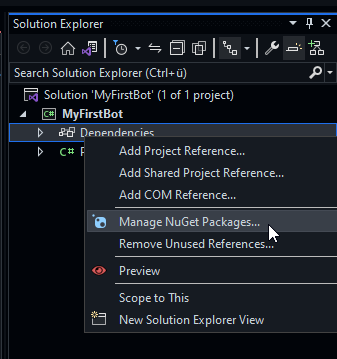 Solution Explorer
Search Solution Explorer (Ctrl+ü)
Solution 'MyFirstBot' (1 of 1 project)
C# MyFirstBot
Dependencies
C#
Add Project Reference...
Add Shared Project Reference...
Add COM Reference...
Manage NuGet Packages...
Remove Unused References...
Preview
Scope to This
New Solution Explorer View